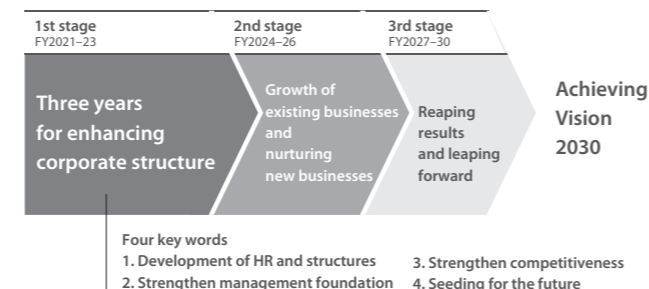 1st stage
FY2021–23
2nd stage
FY2024–26
3rd stage
FY2027–30
Three years
for enhancing
corporate structure
Growth of
existing businesses
and
nurturing
new businesses
Reaping
results
and leaping
forward
Achieving
Vision
2030
Four key words
1. Development of HR and structures
2. Strengthen management foundation
3. Strengthen competitiveness
4. Seeding for the future